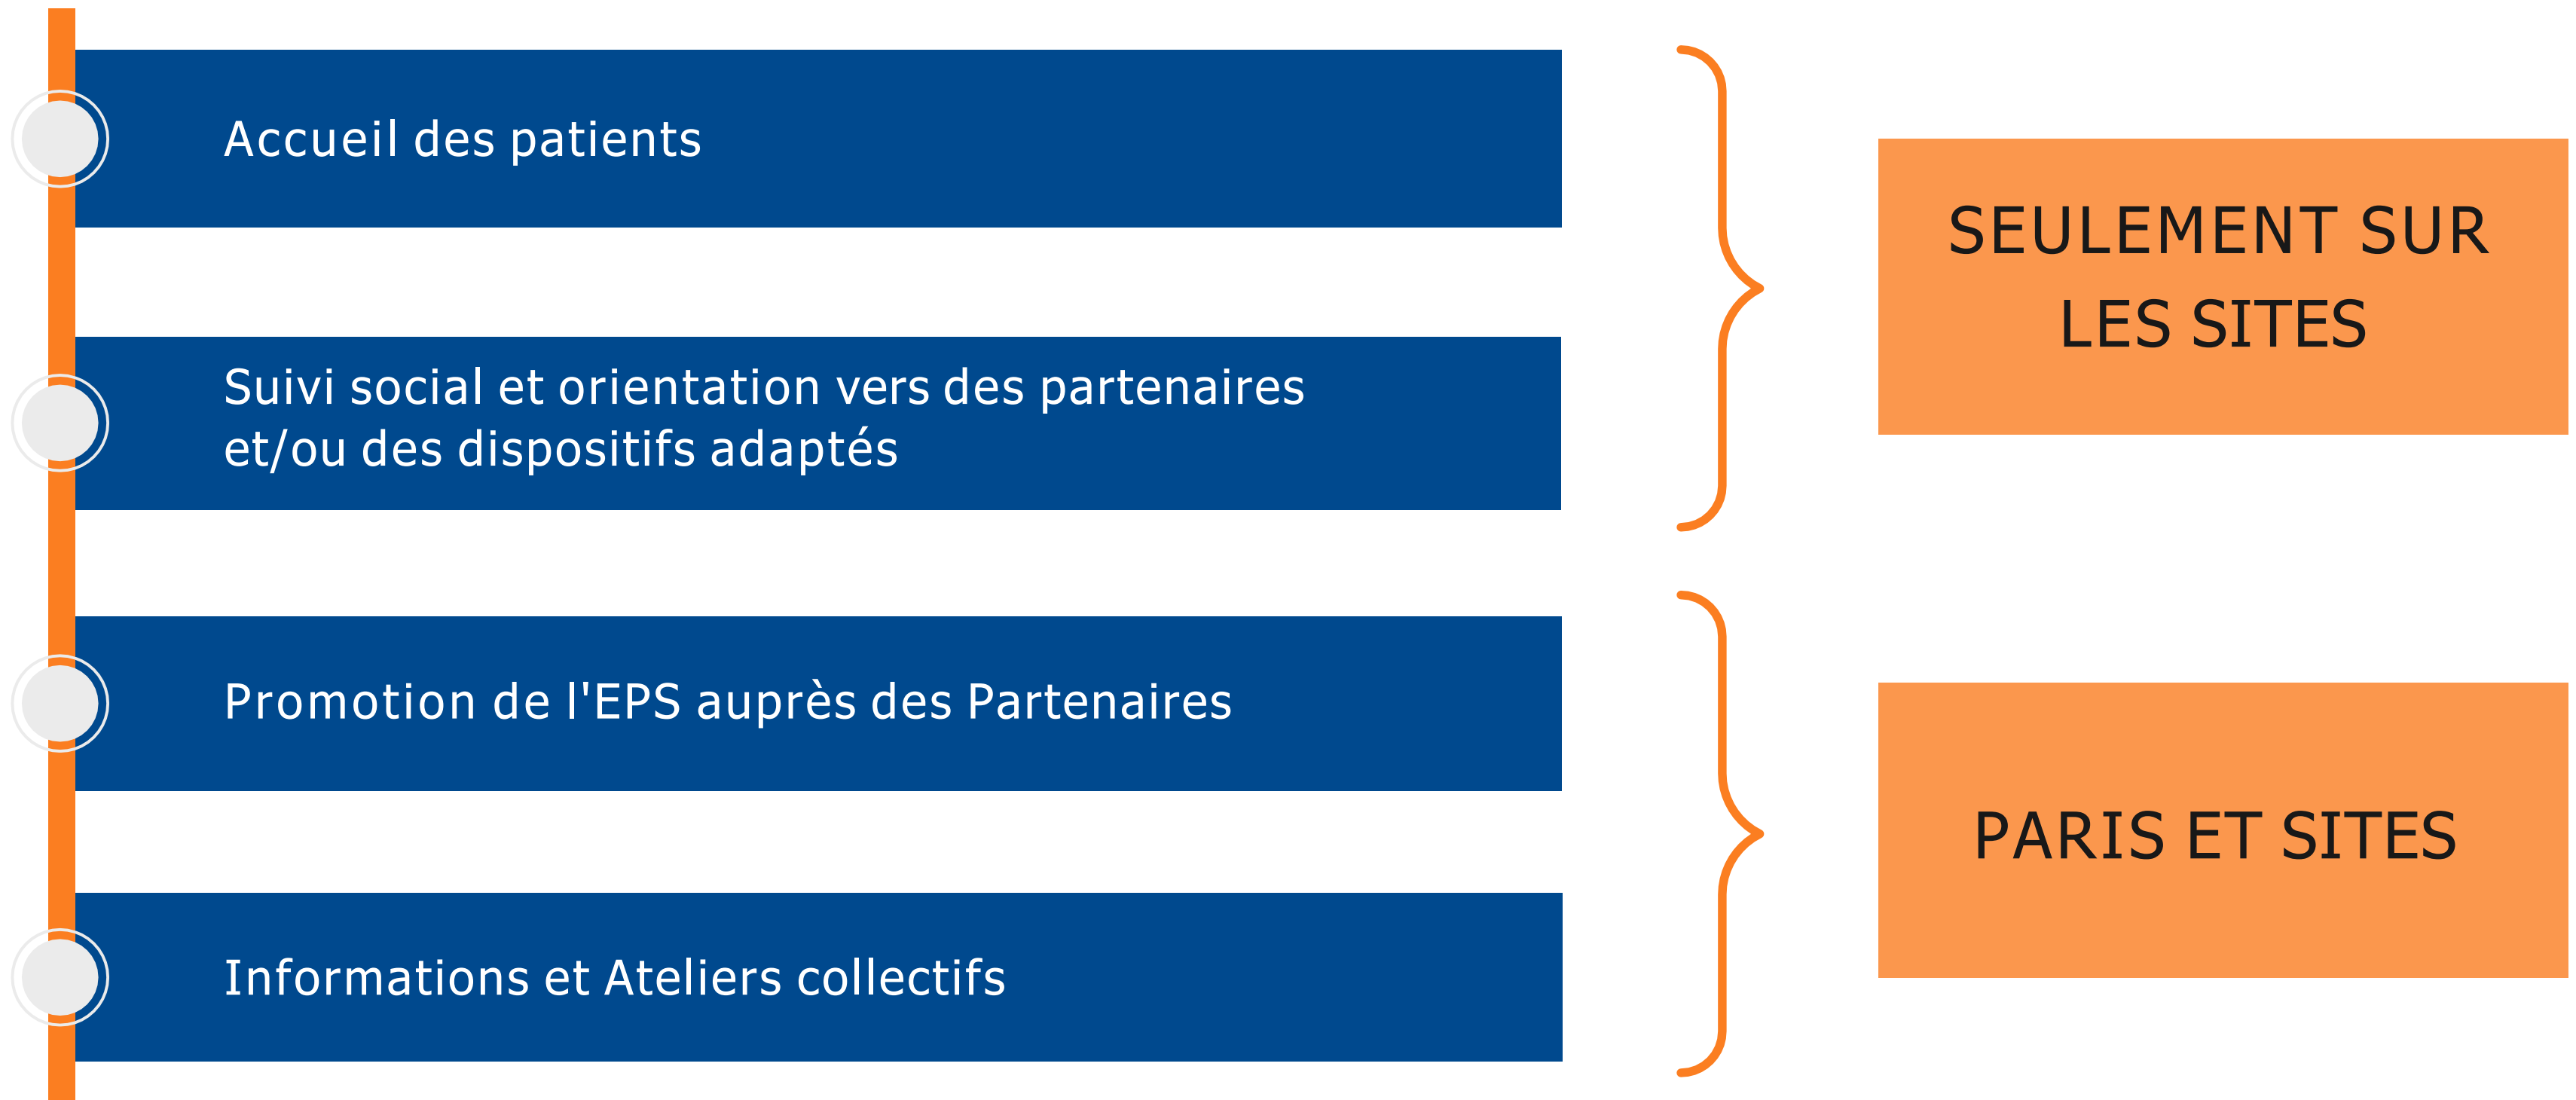 Accueil des patients
Suivi social et orientation vers des partenaires
et/ou des dispositifs adaptés
SEULEMENT SUR
LES SITES
Promotion de l'EPS auprès des Partenaires
Informations et Ateliers collectifs
PARIS ET SITES